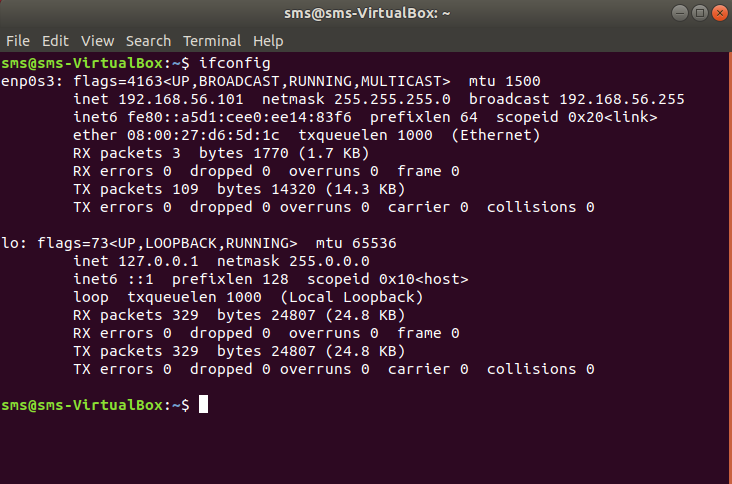 sms@sms-VirtualBox: ~
File Edit View Search Terminal Help
sms@sms-VirtualBox:~$ ifconfig
enp0s3: flags=4163<UP,BROADCAST,RUNNING,MULTICAST>  mtu 1500
        inet 192.168.56.101  netmask 255.255.255.0  broadcast 192.168.56.255
        inet6 fe80::a5d1:cee0:ee14:83f6  prefixlen 64  scopeid 0x20<link>
        ether 08:00:27:d6:5d:1c  txqueuelen 1000  (Ethernet)
        RX packets 3  bytes 1770 (1.7 KB)
        RX errors 0  dropped 0  overruns 0  frame 0
        TX packets 109  bytes 14320 (14.3 KB)
        TX errors 0  dropped 0 overruns 0  carrier 0  collisions 0
lo: flags=73<UP,LOOPBACK,RUNNING>  mtu 65536
        inet 127.0.0.1  netmask 255.0.0.0
        inet6 ::1  prefixlen 128  scopeid 0x10<host>
        loop  txqueuelen 1000  (Local Loopback)
        RX packets 329  bytes 24807 (24.8 KB)
        RX errors 0  dropped 0  overruns 0  frame 0
        TX packets 329  bytes 24807 (24.8 KB)
        TX errors 0  dropped 0 overruns 0  carrier 0  collisions 0
sms@sms-VirtualBox:~$